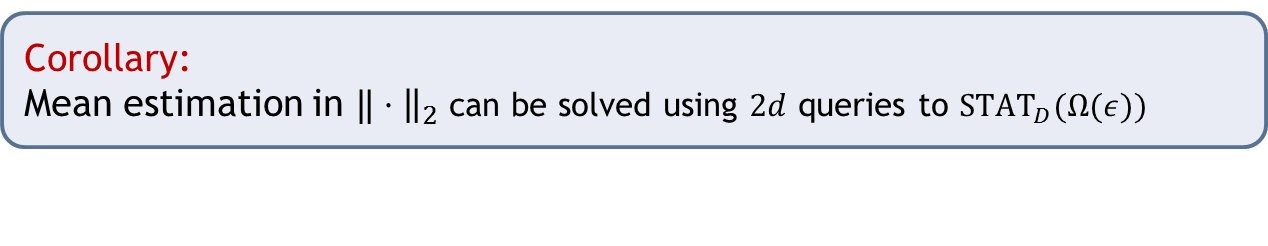 Corollary:
Mean estimation in ‖ · ‖₂ can be solved using 2𝑑 queries to STAT_𝐷(Ω(𝜖))